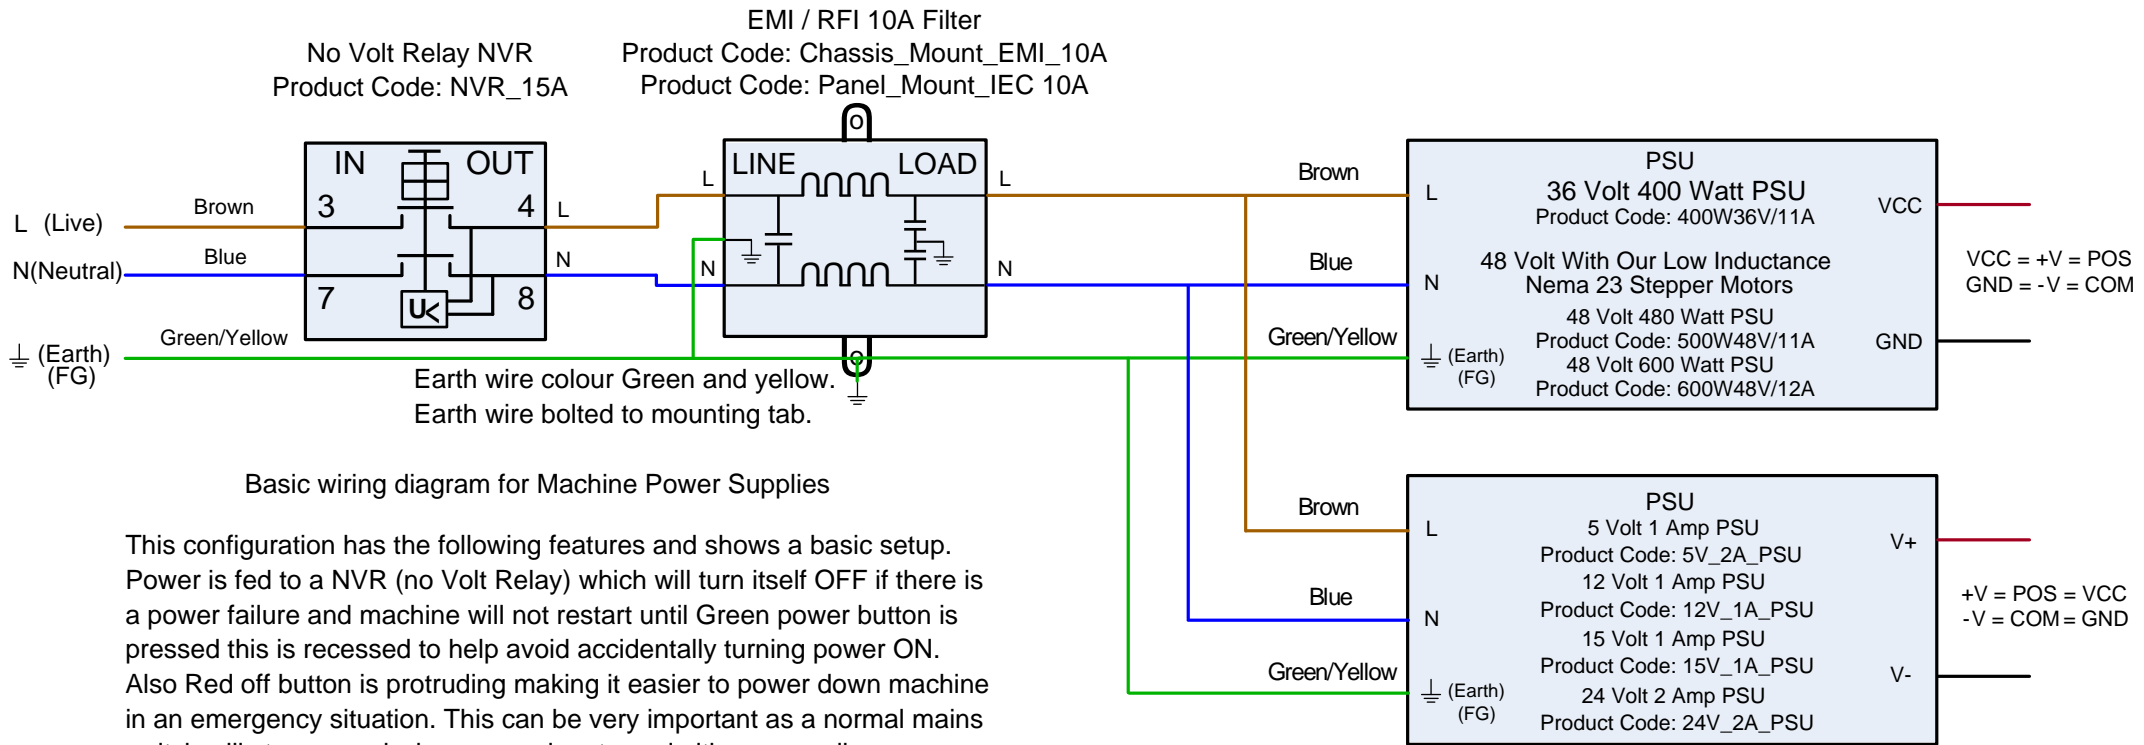 EMI / RFI 10A Filter
No Volt Relay NVR
Product Code: Chassis_Mount_EMI_10A
Product Code: NVR_15A
Product Code: Panel_Mount_IEC 10A
o
IN
OUT
3
4
7
8
U<
L (Live)
Brown
N(Neutral)
Blue
(Earth)
(FG)
Green/Yellow
L
N
LINE
LOAD
L
N
L
N
o
Earth wire colour Green and yellow.
Earth wire bolted to mounting tab.
Brown
Blue
Green/Yellow
L
N
(Earth)
(FG)
PSU
36 Volt 400 Watt PSU
Product Code: 400W36V/11A
48 Volt With Our Low Inductance
Nema 23 Stepper Motors
48 Volt 480 Watt PSU
Product Code: 500W48V/11A
48 Volt 600 Watt PSU
Product Code: 600W48V/12A
VCC
GND
VCC = +V = POS
GND = -V = COM
Basic wiring diagram for Machine Power Supplies
This configuration has the following features and shows a basic setup.
Power is fed to a NVR (no Volt Relay) which will turn itself OFF if there is
a power failure and machine will not restart until Green power button is
pressed this is recessed to help avoid accidentally turning power ON.
Also Red off button is protruding making it easier to power down machine
in an emergency situation. This can be very important as a normal mains
Brown
Blue
Green/Yellow
L
N
(Earth)
(FG)
PSU
5 Volt 1 Amp PSU
Product Code: 5V_2A_PSU
12 Volt 1 Amp PSU
Product Code: 12V_1A_PSU
15 Volt 1 Amp PSU
Product Code: 15V_1A_PSU
24 Volt 2 Amp PSU
Product Code: 24V_2A_PSU
V+
V-
+V = POS = VCC
-V = COM = GND